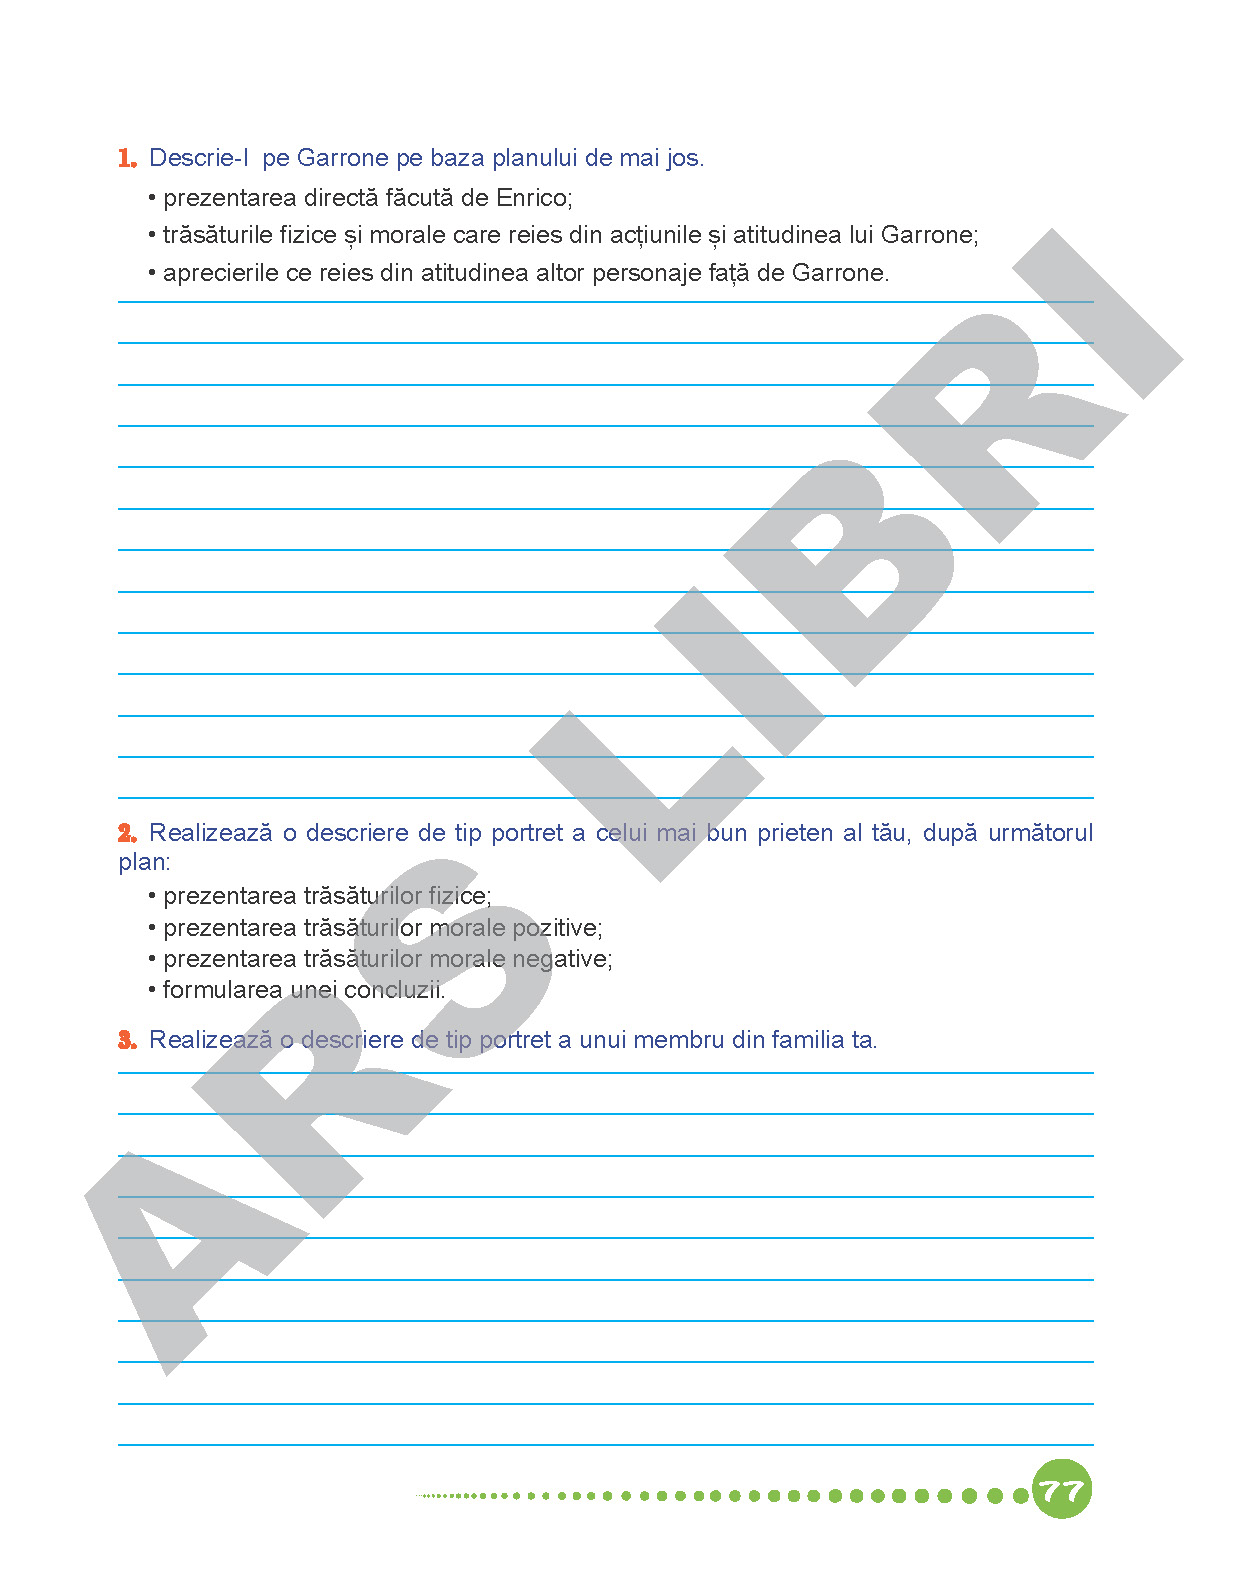 1. Descrie-l pe Garrone pe baza planului de mai jos.
• prezentarea directă făcută de Enrico;
• trăsăturile fizice și morale care reies din acțiunile și atitudinea lui Garrone;
• aprecierile ce reies din atitudinea altor personaje față de Garrone.
2. Realizează o descriere de tip portret a celui mai bun prieten al tău, după următorul
plan:
• prezentarea trăsăturilor fizice;
• prezentarea trăsăturilor morale pozitive;
• prezentarea trăsăturilor morale negative;
• formularea unei concluzii.
3. Realizează o descriere de tip portret a unui membru din familia ta.
77
ARS LIBRI